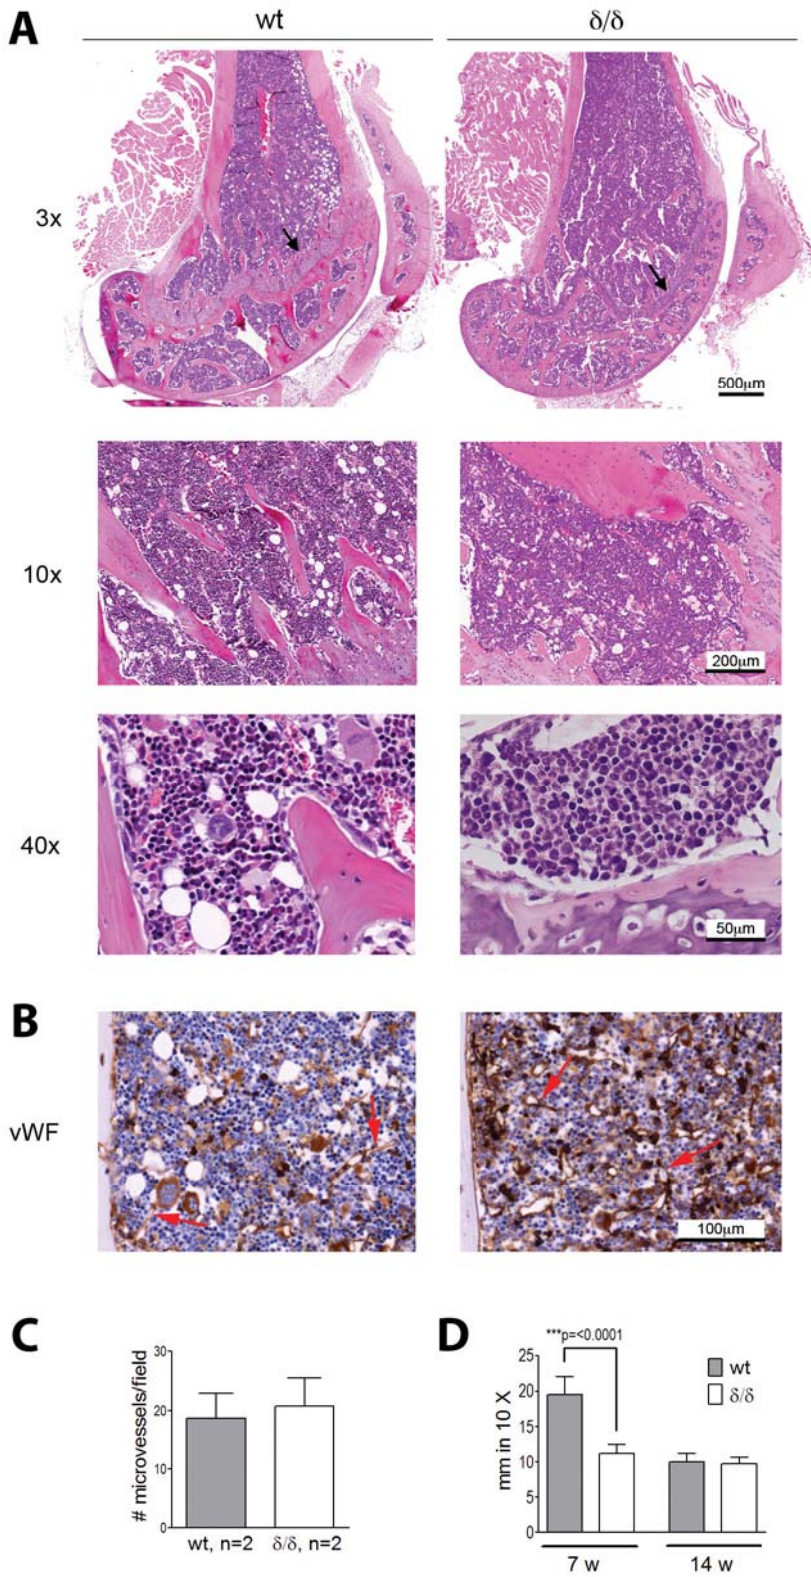 A
wt
δ/δ
3x
500μm
10x
200μm
40x
50μm
B
vWF
100μm
C
# microvessels/field
30
20
10
0
wt, n=2
δ/δ, n=2
D
***p=<0.0001
mm in 10 X
25
20
15
10
5
0
wt
δ/δ
7 w
14 w